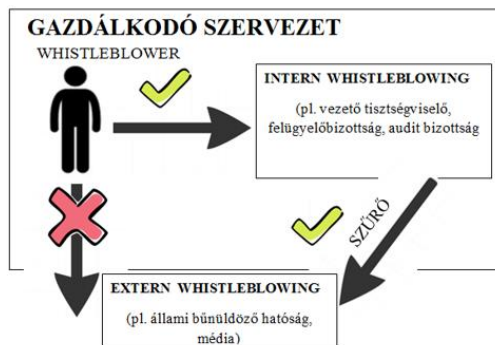 GAZDÁLKODÓ SZERVEZET
WHISTLEBLOWER
INTERN WHISTLEBLOWING
(pl. vezető tisztségviselő,
felügyelőbizottság, audit bizottság
SZŰRŐ
EXTERN WHISTLEBLOWING
(pl. állami bűnüldöző hatóság,
média)